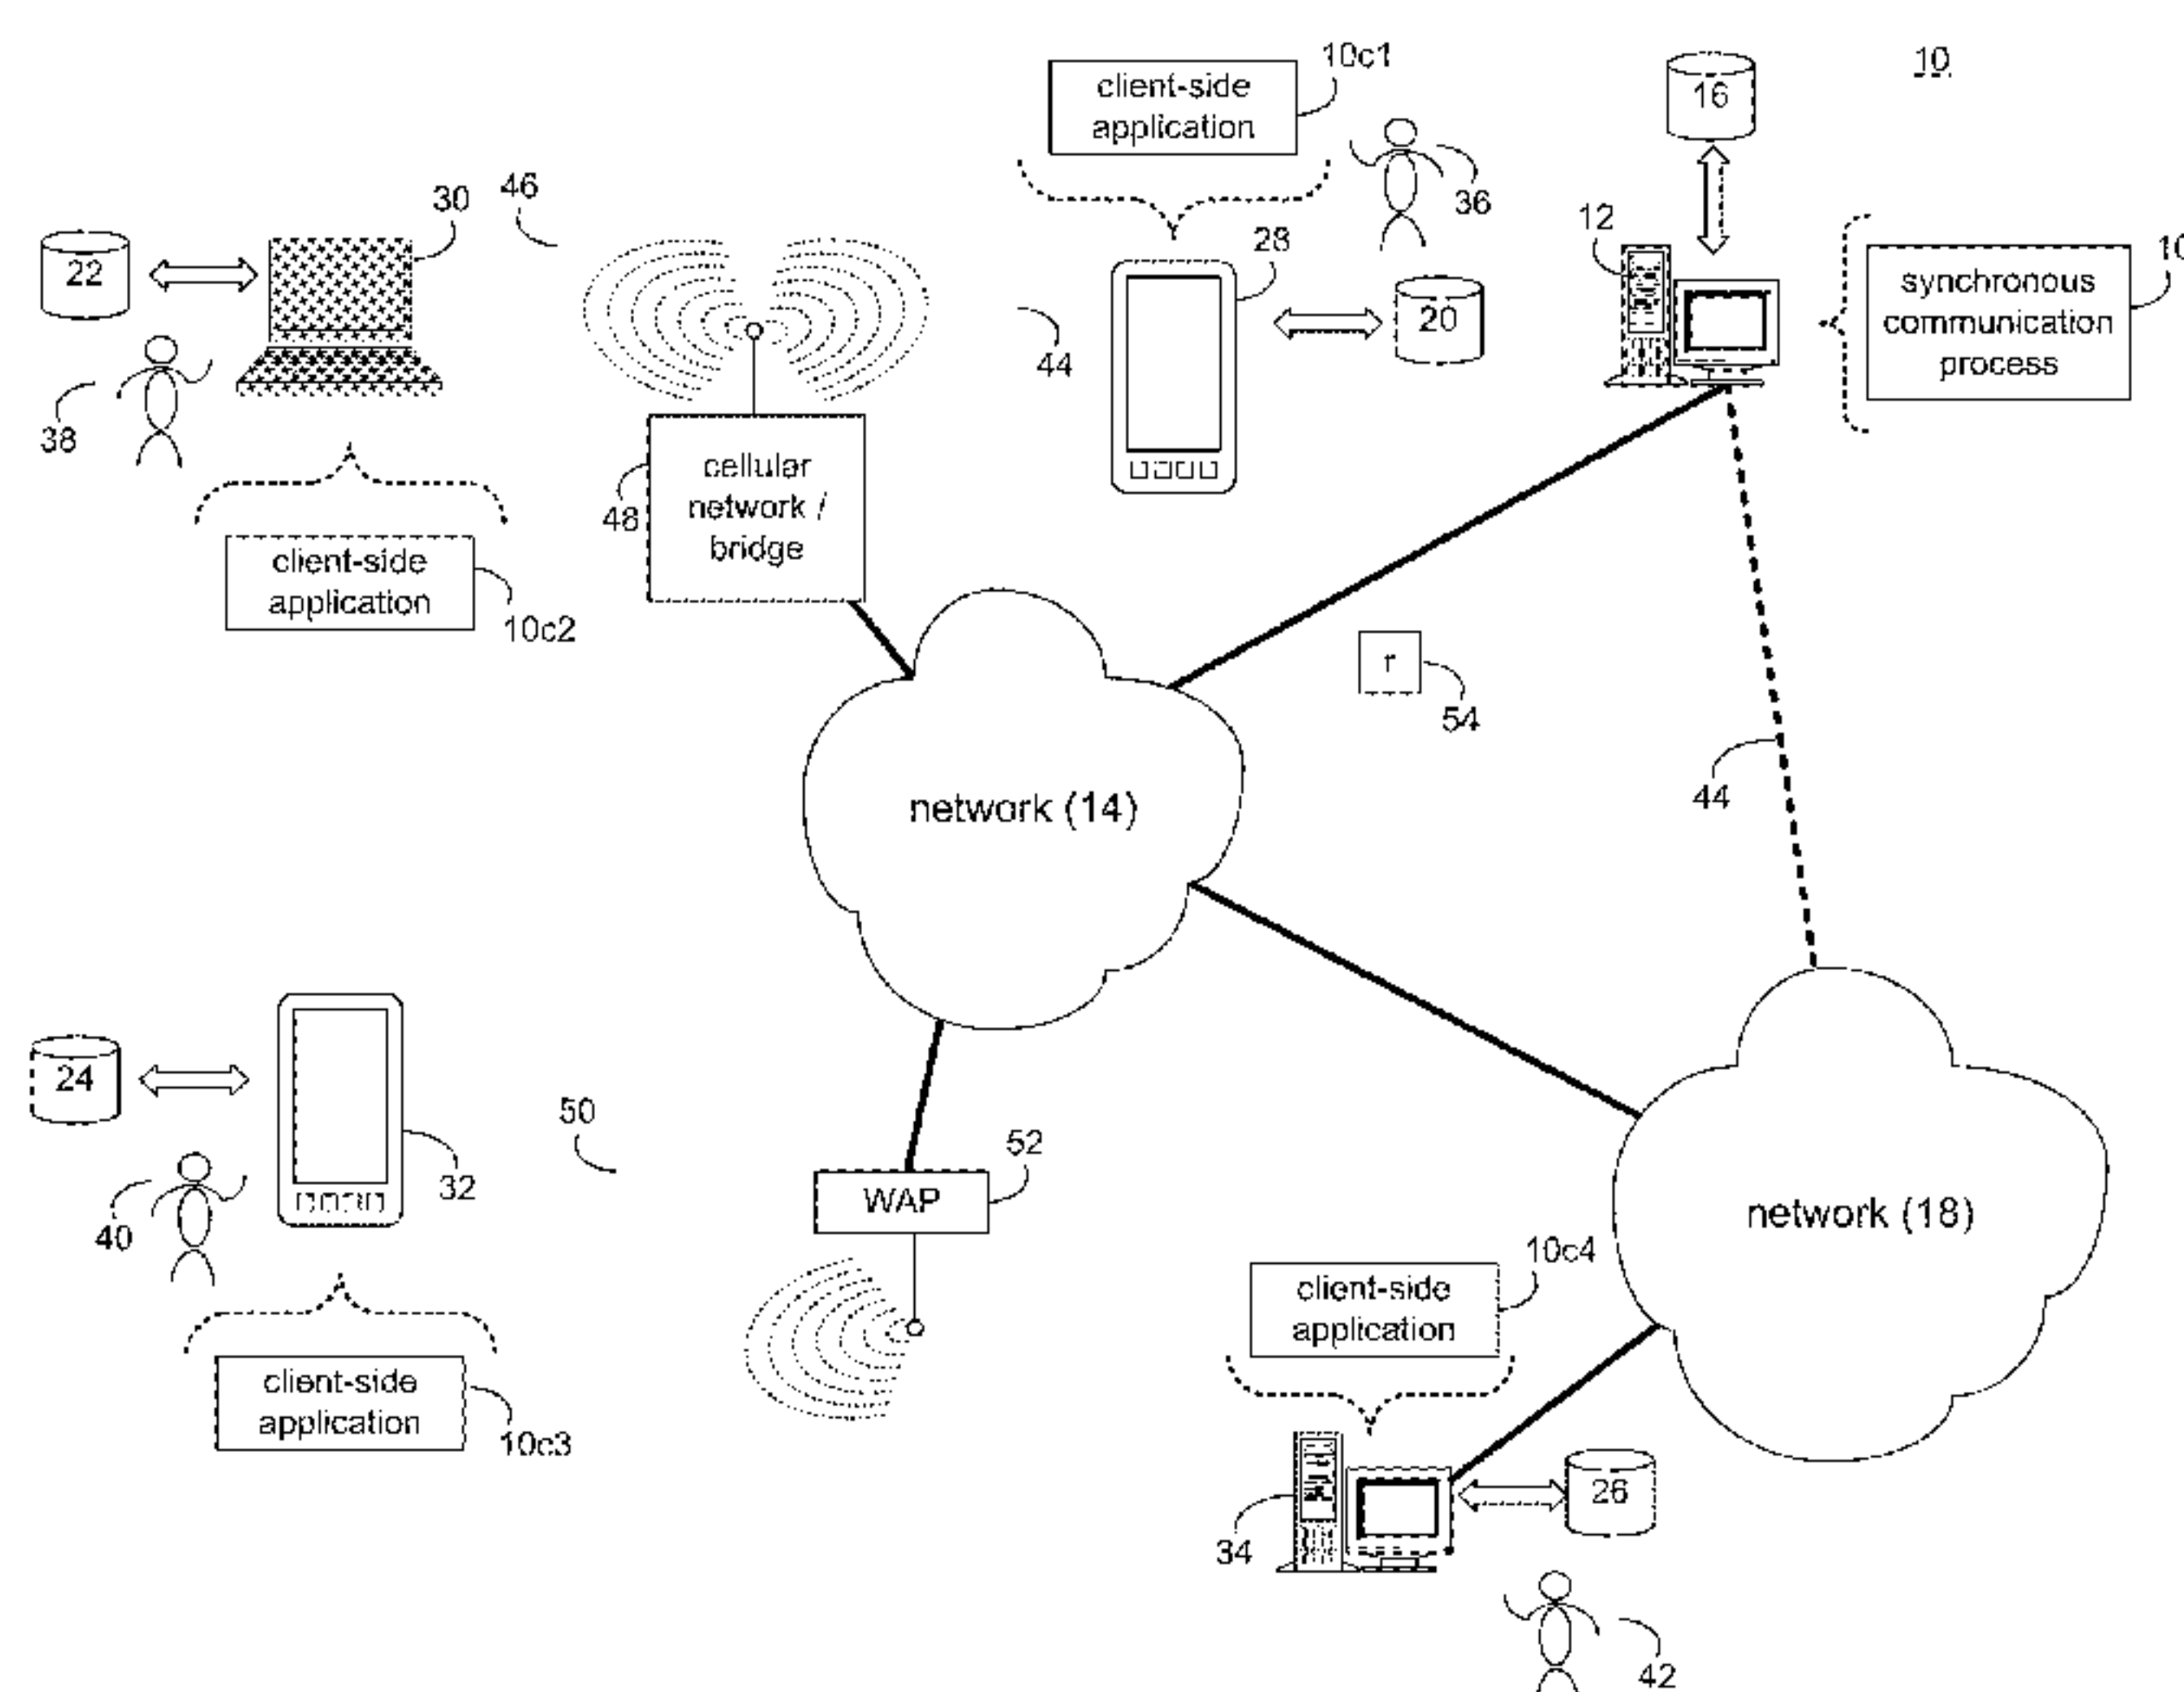 10
client-side
application
10c1
16
36
30
46
22
12
synchronous
communication
process
10
28
20
44
38
cellular
network /
bridge
48
client-side
application
10c2
r
54
network (14)
44
24
32
50
52
WAP
40
network (18)
10c4
client-side
application
client-side
application
10c3
26
34
42